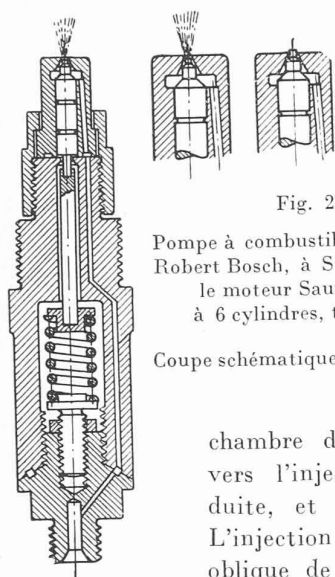 Fig. 2
Pompe à combustible
Robert Bosch, à S
le moteur Sau
à 6 cylindres, t
Coupe schématique
chambre d
vers l'inje
duite, et
L'injection
oblique de